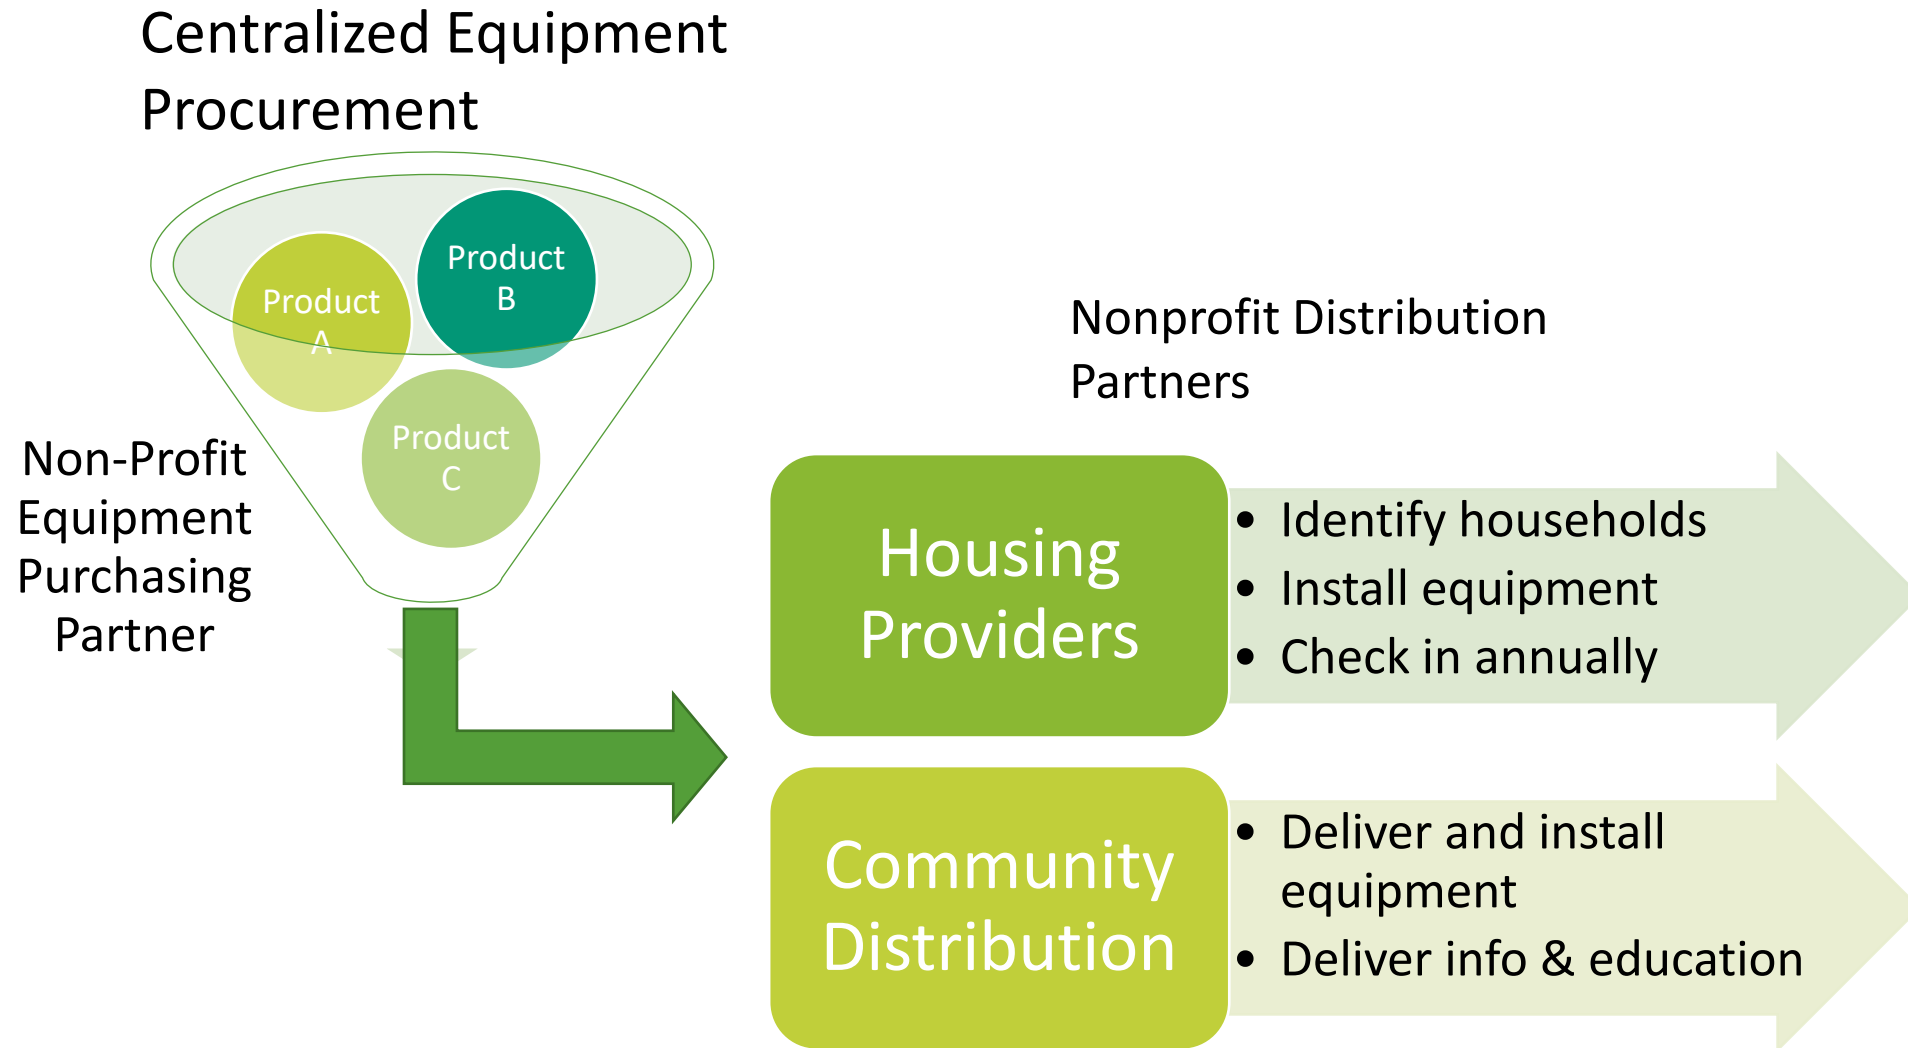 Centralized Equipment
Procurement
Product
A
Product
B
Product
C
Non-Profit
Equipment
Purchasing
Partner
Nonprofit Distribution
Partners
Housing
Providers
• Identify households
• Install equipment
• Check in annually
Community
Distribution
• Deliver and install
equipment
• Deliver info & education